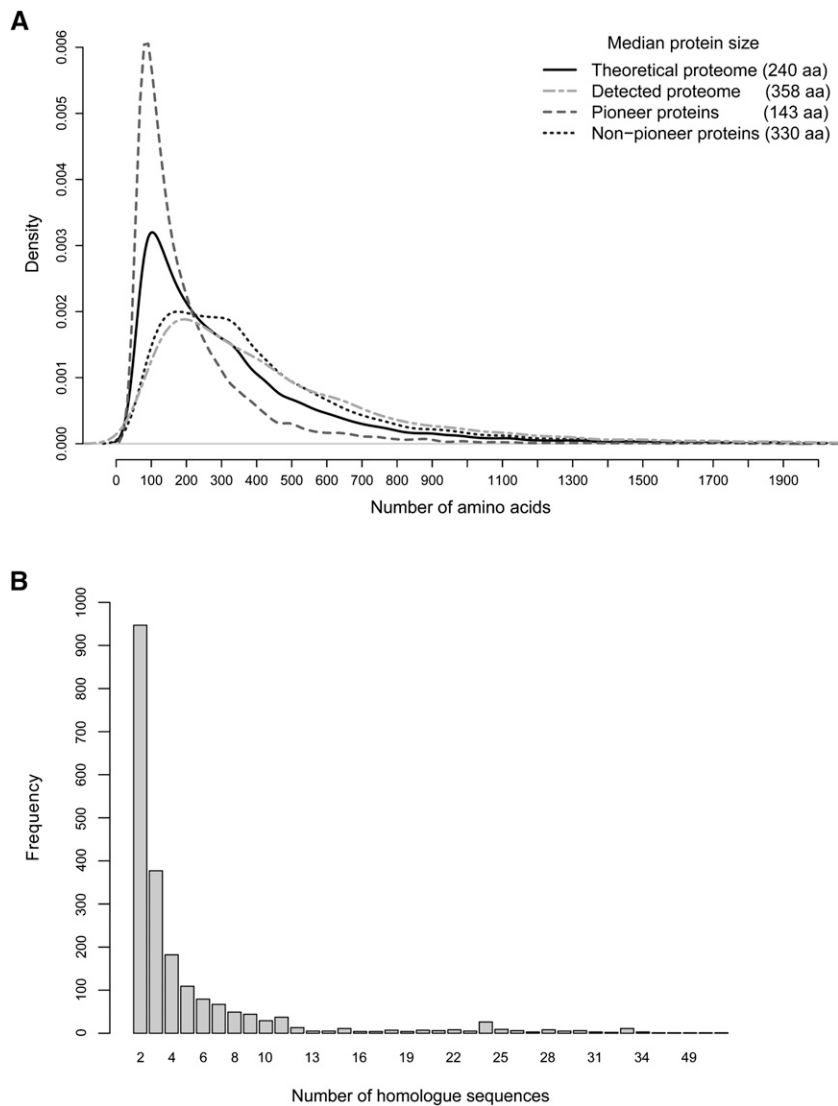 A
Median protein size
Theoretical proteome (240 aa)
Detected proteome (358 aa)
Pioneer proteins (143 aa)
Non−pioneer proteins (330 aa)
Density
0.006
0.005
0.004
0.003
0.002
0.001
0.000
0 100 200 300 400 500 600 700 800 900 1100 1300 1500 1700 1900
Number of amino acids
B
Frequency
1000
900
800
700
600
500
400
300
200
100
0
2 4 6 8 10 13 16 19 22 25 28 31 34 49
Number of homologue sequences